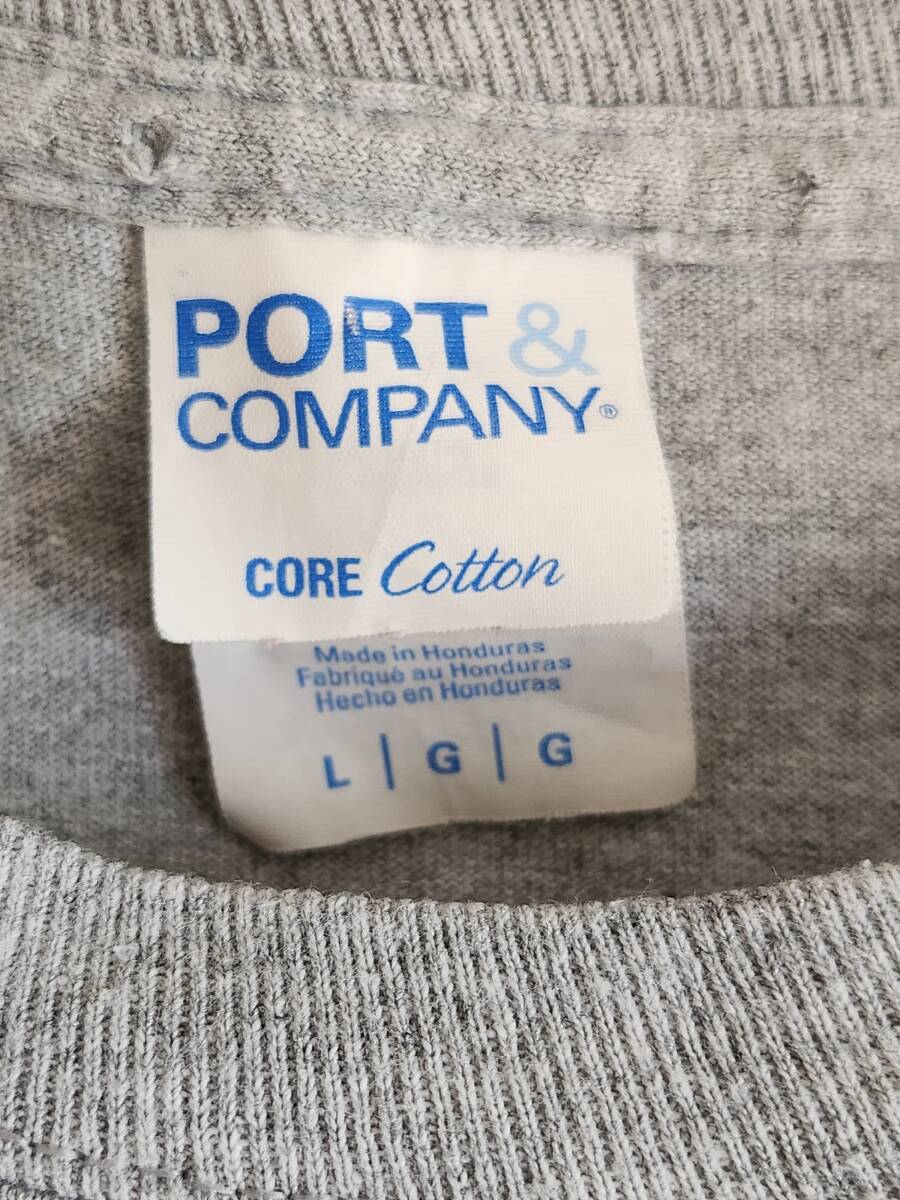 PORT &
COMPANY®
CORE Cotton
Made in Honduras
Fabriqué au Honduras
Hecho en Honduras
L | G | G